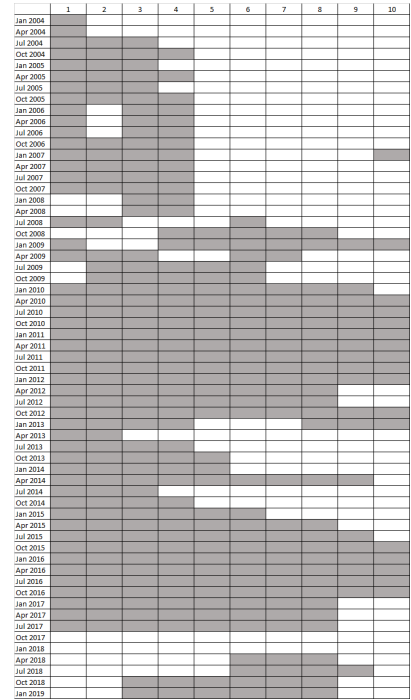 1 2 3 4 5 6 7 8 9 10
Jan 2004
Apr 2004
Jul 2004
Oct 2004
Jan 2005
Apr 2005
Jul 2005
Oct 2005
Jan 2006
Apr 2006
Jul 2006
Oct 2006
Jan 2007
Apr 2007
Jul 2007
Oct 2007
Jan 2008
Apr 2008
Jul 2008
Oct 2008
Jan 2009
Apr 2009
Jul 2009
Oct 2009
Jan 2010
Apr 2010
Jul 2010
Oct 2010
Jan 2011
Apr 2011
Jul 2011
Oct 2011
Jan 2012
Apr 2012
Jul 2012
Oct 2012
Jan 2013
Apr 2013
Jul 2013
Oct 2013
Jan 2014
Apr 2014
Jul 2014
Oct 2014
Jan 2015
Apr 2015
Jul 2015
Oct 2015
Jan 2016
Apr 2016
Jul 2016
Oct 2016
Jan 2017
Apr 2017
Jul 2017
Oct 2017
Jan 2018
Apr 2018
Jul 2018
Oct 2018
Jan 2019